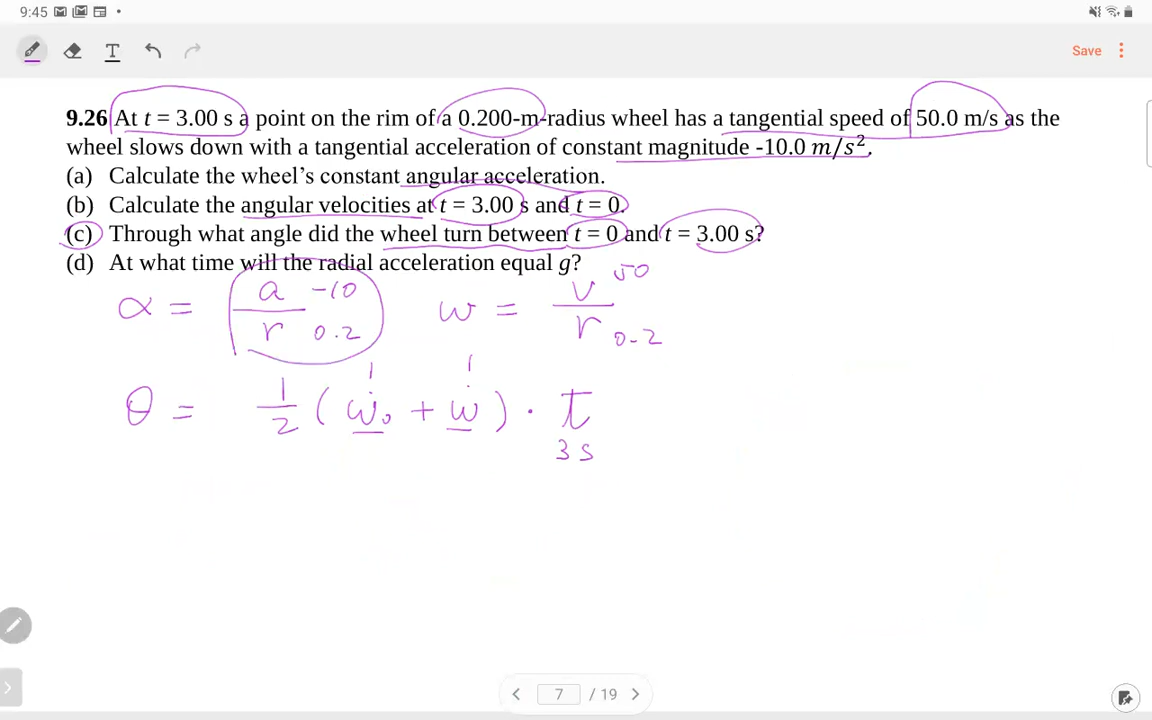 9:45
T
Save
9.26 At t = 3.00 s a point on the rim of a 0.200-m-radius wheel has a tangential speed of 50.0 m/s as the
wheel slows down with a tangential acceleration of constant magnitude -10.0 m/s².
(a) Calculate the wheel's constant angular acceleration.
(b) Calculate the angular velocities at t = 3.00 s and t = 0.
(c) Through what angle did the wheel turn between t = 0 and t = 3.00 s?
(d) At what time will the radial acceleration equal g?
α = a -10 / r 0.2 w = v 50 / r 0.2
θ = 1/2 (w₀ + w) · t
3 s
7 / 19